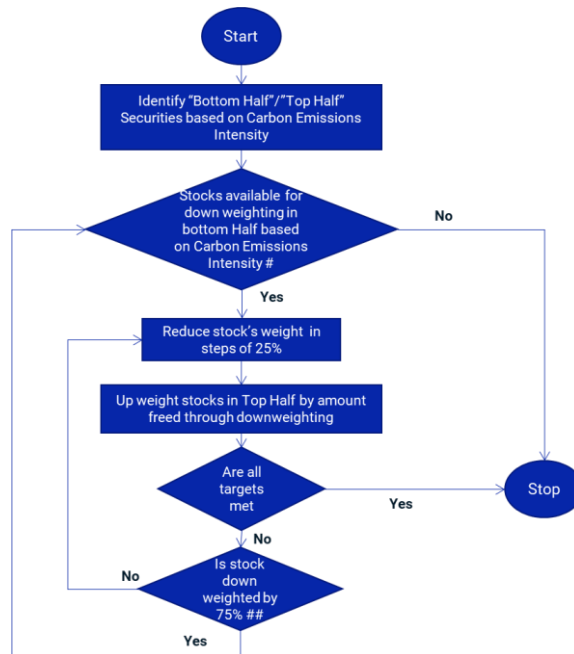 Start
Identify “Bottom Half”/”Top Half”
Securities based on Carbon Emissions
Intensity
Stocks available for
down weighting in
bottom Half based
on Carbon Emissions
Intensity #
No
Yes
Reduce stock’s weight in
steps of 25%
Up weight stocks in Top Half by amount
freed through downweighting
Are all
targets
met
Yes
Stop
No
Is stock
down
weighted by
75% ##
No
Yes